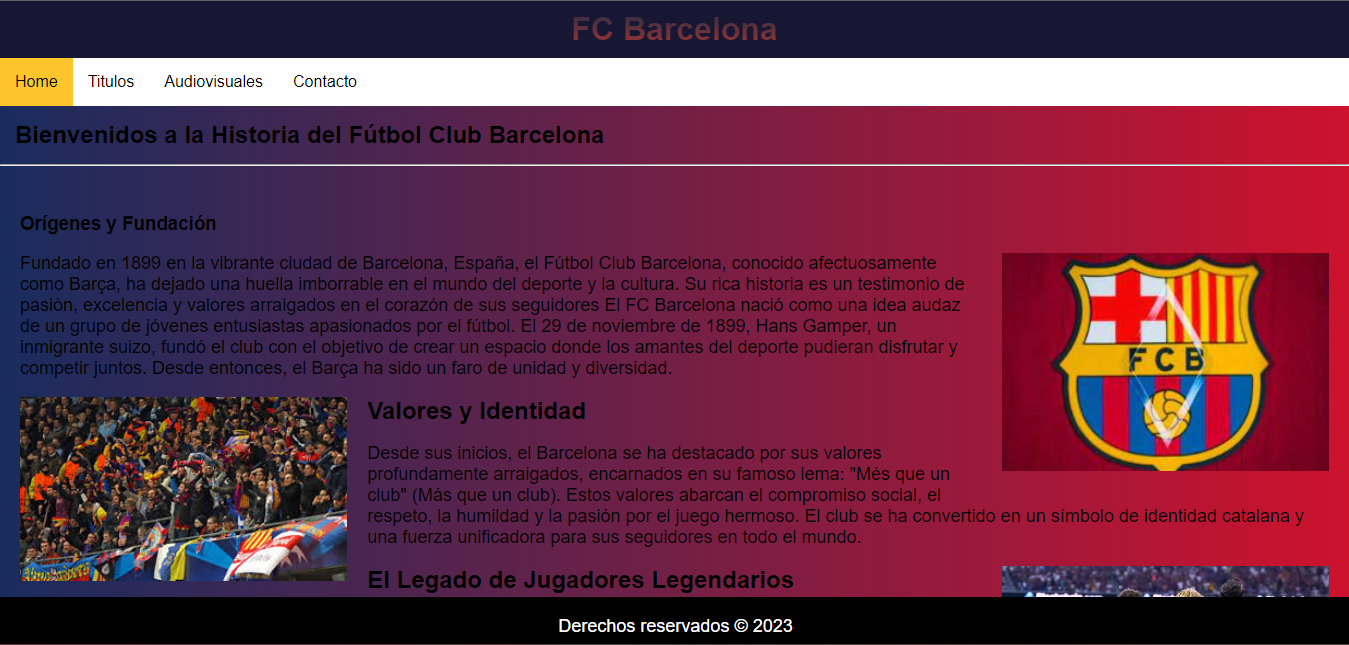 FC Barcelona
Home Titulos Audiovisuales Contacto
Bienvenidos a la Historia del Fútbol Club Barcelona
Orígenes y Fundación
Fundado en 1899 en la vibrante ciudad de Barcelona, España, el Fútbol Club Barcelona, conocido afectuosamente
como Barça, ha dejado una huella imborrable en el mundo del deporte y la cultura. Su rica historia es un testimonio de
pasión, excelencia y valores arraigados en el corazón de sus seguidores El FC Barcelona nació como una idea audaz
de un grupo de jóvenes entusiastas apasionados por el fútbol. El 29 de noviembre de 1899, Hans Gamper, un
inmigrante suizo, fundó el club con el objetivo de crear un espacio donde los amantes del deporte pudieran disfrutar y
competir juntos. Desde entonces, el Barça ha sido un faro de unidad y diversidad.
FCB
Valores y Identidad
Desde sus inicios, el Barcelona se ha destacado por sus valores
profundamente arraigados, encarnados en su famoso lema: "Més que un
club" (Más que un club). Estos valores abarcan el compromiso social, el
respeto, la humildad y la pasión por el juego hermoso. El club se ha convertido en un símbolo de identidad catalana y
una fuerza unificadora para sus seguidores en todo el mundo.
El Legado de Jugadores Legendarios
Derechos reservados © 2023